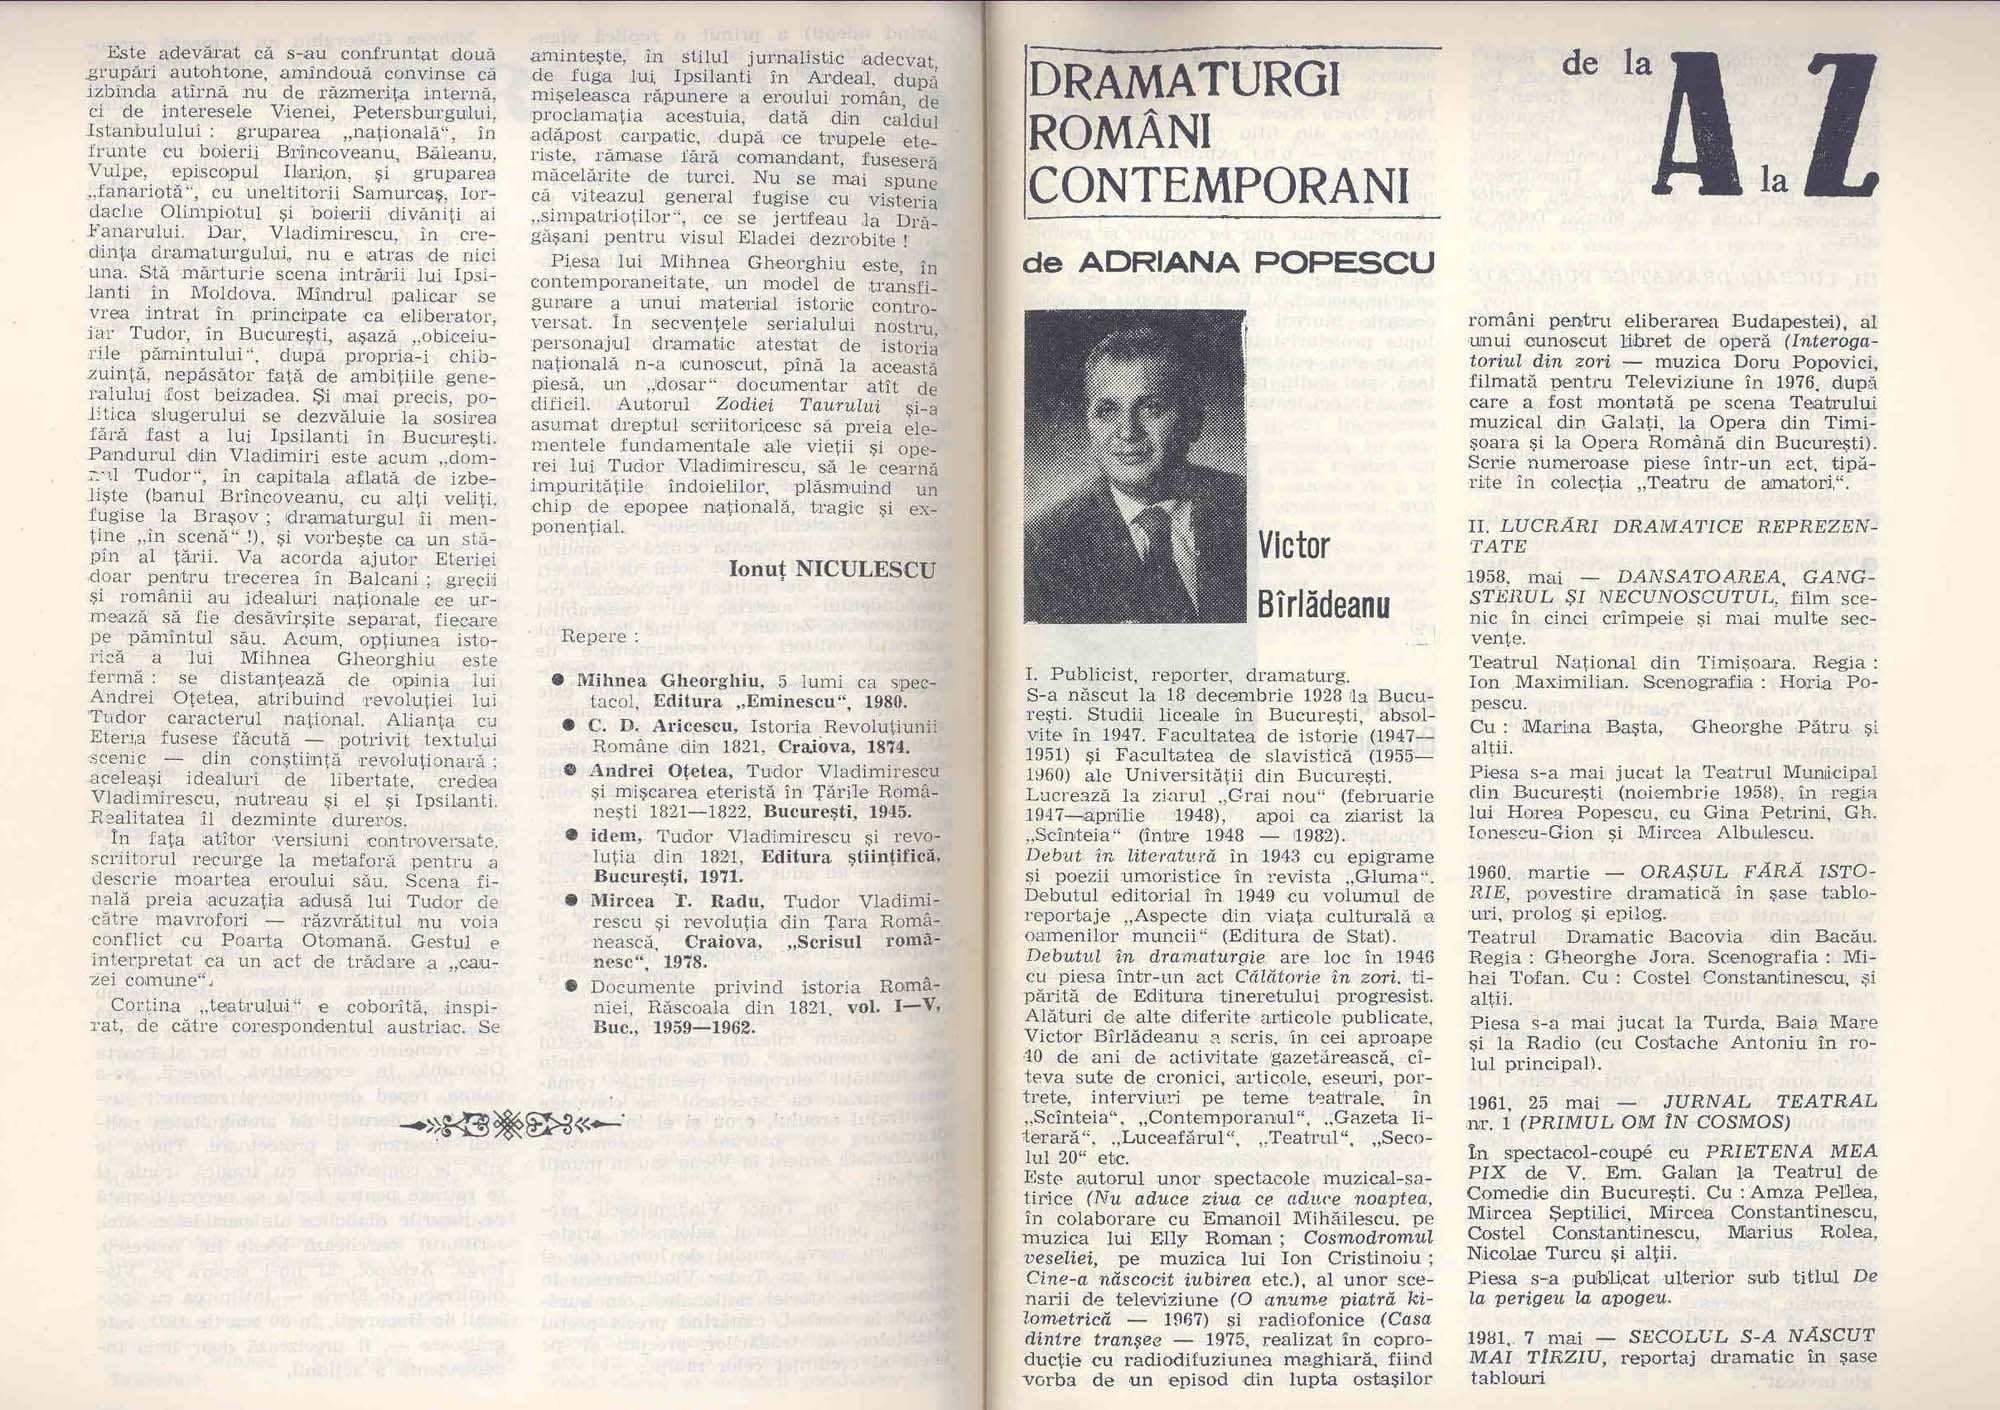 Este adevărat că s-au confruntat două
grupări autohtone, amîndouă convinse că
izbînda atîrnă nu de răzmerița internă,
ci de interesele Vienei, Petersburgului,
Istanbulului : gruparea „națională“, în
frunte cu boierii Brîncoveanu, Băleanu,
Vulpe, episcopul Ilarion, și gruparea
„fanariotă“, cu uneltitorii Samurcaș, Ior-
dache Olimpiotul și boierii divăniți ai
Fanarului. Dar, Vladimirescu, în cre-
dința dramaturgului, nu e atras de nici
una. Stă mărturie scena intrării lui Ipsi-
lanti în Moldova. Mîndrul palicar se
vrea intrat în principate ca eliberator,
iar Tudor, în București, așază „obiceiu-
rile pămîntului“, după propria-i chib-
zuință, nepăsător față de ambițiile gene-
ralului fost beizadea. Și mai precis, po-
litica slugerului se dezvăluie la sosirea
fără fast a lui Ipsilanti în București.
Pandurul din Vladimiri este acum „dom-
nul Tudor“, în capitala aflată de izbe-
liște (banul Brîncoveanu, cu alți veliți,
fugise la Brașov ; dramaturgul îi men-
ține „în scenă“ !), și vorbește ca un stă-
pîn al țării. Va acorda ajutor Eteriei
doar pentru trecerea în Balcani ; grecii
și românii au idealuri naționale ce ur-
mează să fie desăvîrșite separat, fiecare
pe pămîntul său. Acum, opțiunea isto-
rică a lui Mihnea Gheorghiu este
fermă : se distanțează de opinia lui
Andrei Oțetea, atribuind revoluției lui
Tudor caracterul național. Alianța cu
Eteria fusese făcută — potrivit textului
scenic — din conștiință revoluționară ;
aceleași idealuri de libertate, credea
Vladimirescu, nutreau și el și Ipsilanti.
Realitatea îl dezminte dureros.
În fața atîtor versiuni controversate,
scriitorul recurge la metaforă pentru a
descrie moartea eroului său. Scena fi-
nală preia acuzația adusă lui Tudor de
către mavrofori — răzvrătitul nu voia
conflict cu Poarta Otomană. Gestul e
interpretat ca un act de trădare a „cau-
zei comune“.
Cortina „teatrului“ e coborîtă, inspi-
rat, de către corespondentul austriac. Se
amintește, în stilul jurnalistic adecvat,
de fuga lui Ipsilanti în Ardeal, după
mișeleasca răpunere a eroului român, de
proclamația acestuia, dată din caldul
adăpost carpatic, după ce trupele ete-
riste, rămase fără comandant, fuseseră
măcelărite de turci. Nu se mai spune
că viteazul general fugise cu visteria
„simpatrioților“, ce se jertfeau la Dră-
gășani pentru visul Eladei dezrobite !
Piesa lui Mihnea Gheorghiu este, în
contemporaneitate, un model de transfi-
gurare a unui material istoric contro-
versat. În secvențele serialului nostru,
personajul dramatic atestat de istoria
națională n-a cunoscut, pînă la această
piesă, un „dosar“ documentar atît de
dificil. Autorul Zodiei Taurului și-a
asumat dreptul scriitoricesc să preia ele-
mentele fundamentale ale vieții și ope-
rei lui Tudor Vladimirescu, să le cearnă
impuritățile îndoielilor, plăsmuind un
chip de epopee națională, tragic și ex-
ponențial.
Ionuț NICULESCU
Repere :
● Mihnea Gheorghiu, 5 lumi ca spec-
tacol, Editura „Eminescu“, 1980.
● C. D. Aricescu, Istoria Revoluțiunii
Române din 1821, Craiova, 1874.
● Andrei Oțetea, Tudor Vladimirescu
și mișcarea eteristă în Țările Româ-
nești 1821—1822, București, 1945.
● idem, Tudor Vladimirescu și revo-
luția din 1821, Editura științifică,
București, 1971.
● Mircea T. Radu, Tudor Vladimi-
rescu și revoluția din Țara Româ-
nească, Craiova, „Scrisul româ-
nesc“, 1978.
● Documente privind istoria Româ-
niei, Răscoala din 1821, vol. I—V,
Buc., 1959—1962.
DRAMATURGI
ROMÂNI
CONTEMPORANI
de la A la Z
de ADRIANA POPESCU
Victor
Bîrlădeanu
I. Publicist, reporter, dramaturg.
S-a născut la 18 decembrie 1928 la Bucu-
rești. Studii liceale în București, absol-
vite în 1947. Facultatea de istorie (1947—
1951) și Facultatea de slavistică (1955—
1960) ale Universității din București.
Lucrează la ziarul „Grai nou“ (februarie
1947—aprilie 1948), apoi ca ziarist la
„Scînteia“ (între 1948 — 1982).
Debut în literatură în 1943 cu epigrame
și poezii umoristice în revista „Gluma“.
Debutul editorial în 1949 cu volumul de
reportaje „Aspecte din viața culturală a
oamenilor muncii“ (Editura de Stat).
Debutul în dramaturgie are loc în 1946
cu piesa într-un act Călătorie în zori, ti-
părită de Editura tineretului progresist.
Alături de alte diferite articole publicate,
Victor Bîrlădeanu a scris, în cei aproape
40 de ani de activitate gazetărească, cî-
teva sute de cronici, articole, eseuri, por-
trete, interviuri pe teme teatrale, în
„Scînteia“, „Contemporanul“, „Gazeta li-
terară“, „Luceafărul“, „Teatrul“, „Seco-
lul 20“ etc.
Este autorul unor spectacole muzical-sa-
tirice (Nu aduce ziua ce aduce noaptea,
în colaborare cu Emanoil Mihăilescu, pe
muzica lui Elly Roman ; Cosmodromul
veseliei, pe muzica lui Ion Cristinoiu ;
Cine-a născocit iubirea etc.), al unor sce-
narii de televiziune (O anume piatră ki-
lometrică — 1967) și radiofonice (Casa
dintre tranșee — 1975, realizat în copro-
ducție cu radiodifuziunea maghiară, fiind
vorba de un episod din lupta ostașilor
români pentru eliberarea Budapestei), al
unui cunoscut libret de operă (Interoga-
toriul din zori — muzica Doru Popovici,
filmată pentru Televiziune în 1976, după
care a fost montată pe scena Teatrului
muzical din Galați, la Opera din Timi-
șoara și la Opera Română din București).
Scrie numeroase piese într-un act, tipă-
rite în colecția „Teatru de amatori“.
II. LUCRĂRI DRAMATICE REPREZEN-
TATE
1958, mai — DANSATOAREA, GANG-
STERUL ȘI NECUNOSCUTUL, film sce-
nic în cinci crîmpeie și mai multe sec-
vențe.
Teatrul Național din Timișoara. Regia :
Ion Maximilian. Scenografia : Horia Po-
pescu.
Cu : Marina Bașta, Gheorghe Pătru și
alții.
Piesa s-a mai jucat la Teatrul Municipal
din București (noiembrie 1958), în regia
lui Horea Popescu, cu Gina Petrini, Gh.
Ionescu-Gion și Mircea Albulescu.
1960, martie — ORAȘUL FĂRĂ ISTO-
RIE, povestire dramatică în șase tablo-
uri, prolog și epilog.
Teatrul Dramatic Bacovia din Bacău.
Regia : Gheorghe Jora. Scenografia : Mi-
hai Tofan. Cu : Costel Constantinescu, și
alții.
Piesa s-a mai jucat la Turda, Baia Mare
și la Radio (cu Costache Antoniu în ro-
lul principal).
1961, 25 mai — JURNAL TEATRAL
nr. 1 (PRIMUL OM ÎN COSMOS)
În spectacol-coupé cu PRIETENA MEA
PIX de V. Em. Galan la Teatrul de
Comedie din București. Cu : Amza Pellea,
Mircea Șeptilici, Mircea Constantinescu,
Costel Constantinescu, Marius Rolea,
Nicolae Turcu și alții.
Piesa s-a publicat ulterior sub titlul De
la perigeu la apogeu.
1981, 7 mai — SECOLUL S-A NĂSCUT
MAI TÎRZIU, reportaj dramatic în șase
tablouri